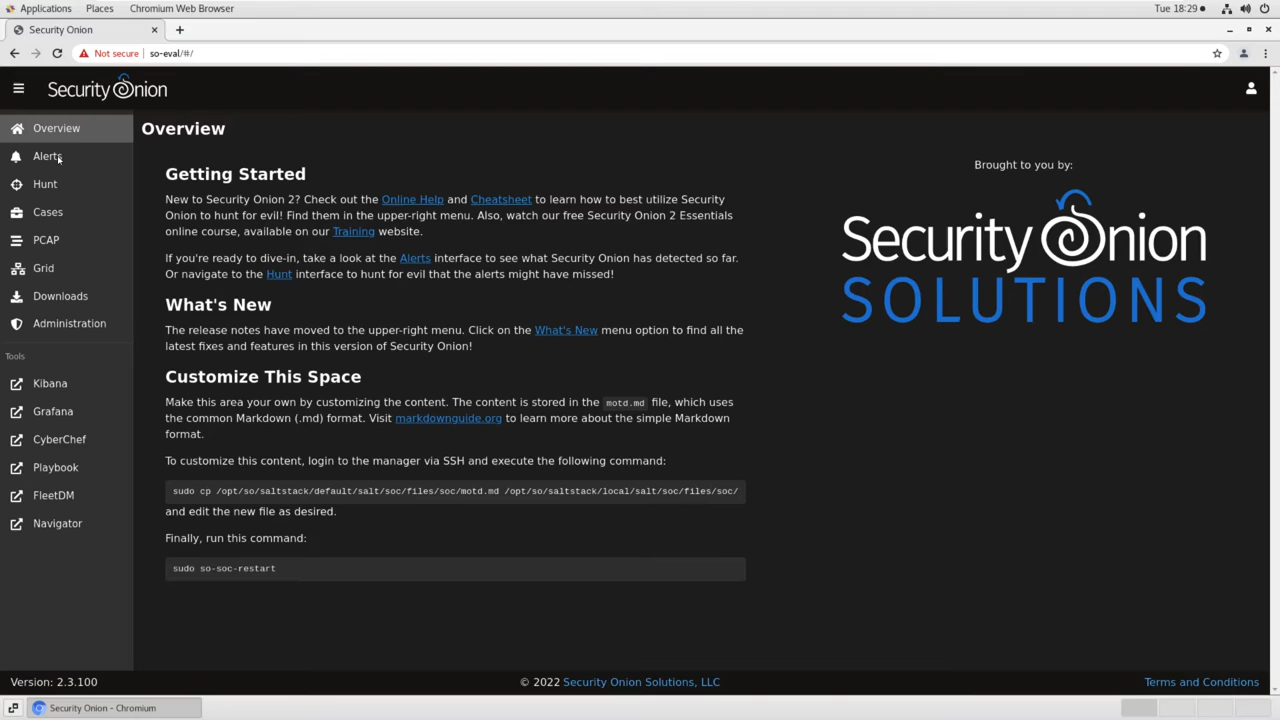 Applications Places Chromium Web Browser Tue 18:29
Security Onion
Not secure so-eval/#/
Security Onion
Overview
Alerts
Hunt
Cases
PCAP
Grid
Downloads
Administration
Tools
Kibana
Grafana
CyberChef
Playbook
FleetDM
Navigator
Version: 2.3.100
Overview
Getting Started
New to Security Onion 2? Check out the Online Help and Cheatsheet to learn how to best utilize Security
Onion to hunt for evil! Find them in the upper-right menu. Also, watch our free Security Onion 2 Essentials
online course, available on our Training website.
If you're ready to dive-in, take a look at the Alerts interface to see what Security Onion has detected so far.
Or navigate to the Hunt interface to hunt for evil that the alerts might have missed!
What's New
The release notes have moved to the upper-right menu. Click on the What's New menu option to find all the
latest fixes and features in this version of Security Onion!
Customize This Space
Make this area your own by customizing the content. The content is stored in the motd.md file, which uses
the common Markdown (.md) format. Visit markdownguide.org to learn more about the simple Markdown
format.
To customize this content, login to the manager via SSH and execute the following command:
sudo cp /opt/so/saltstack/default/salt/soc/files/soc/motd.md /opt/so/saltstack/local/salt/soc/files/soc/
and edit the new file as desired.
Finally, run this command:
sudo so-soc-restart
Brought to you by:
Security Onion
SOLUTIONS
© 2022 Security Onion Solutions, LLC
Terms and Conditions
Security Onion - Chromium